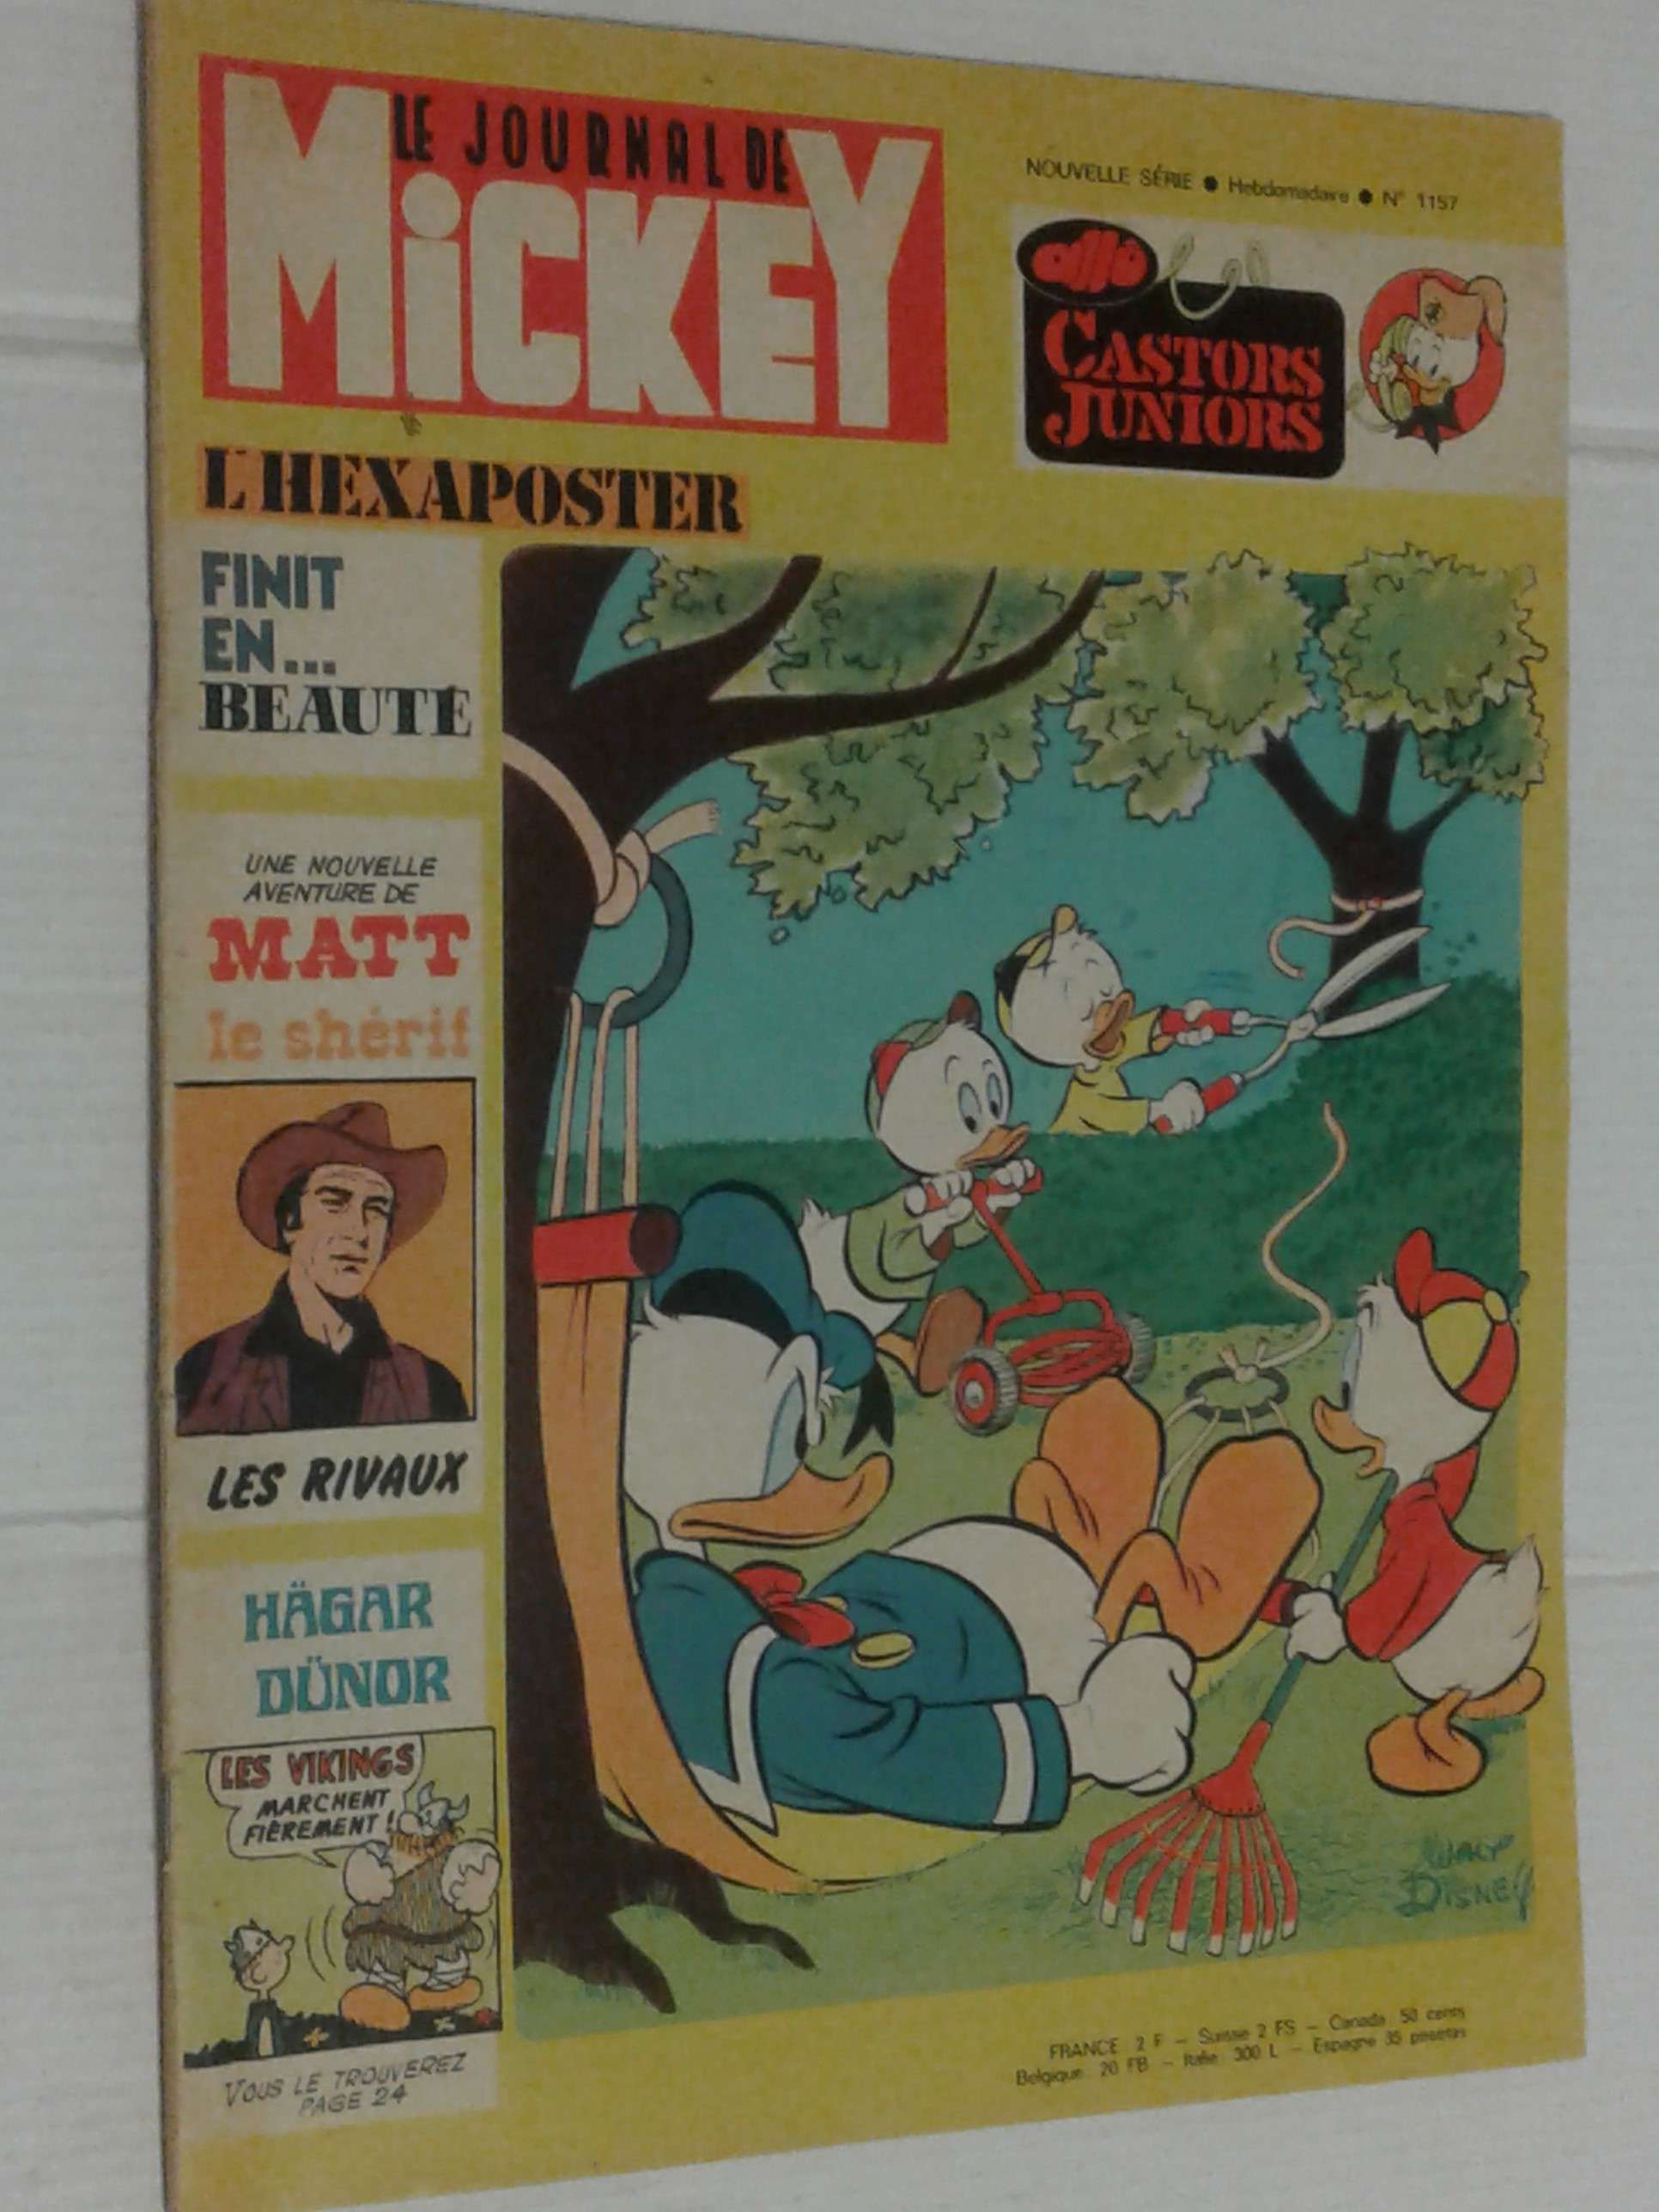 LE JOURNAL DE
MiCKEY
NOUVELLE SÉRIE ● Hebdomadaire ● N° 1157
allô
CASTORS
JUNIORS
L'HEXAPOSTER
FINIT
EN...
BEAUTÉ
UNE NOUVELLE
AVENTURE DE
MATT
le shérif
LES RIVAUX
HÄGAR
DÜNOR
LES VIKINGS
MARCHENT
FIÈREMENT!
VOUS LE TROUVEREZ
PAGE 24
WALT
DISNEY
FRANCE 2 F - Suisse 2 FS - Canada 50 cents
Belgique 20 FB - Italie 300 L - Espagne 35 pesetas